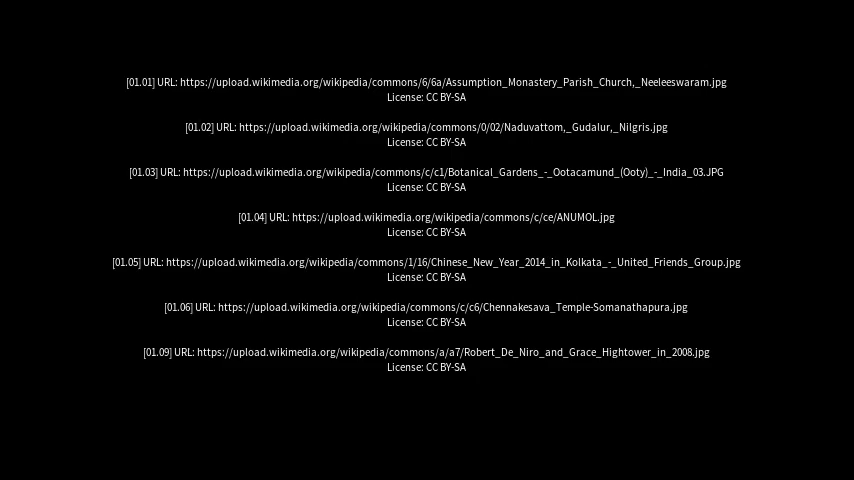 [01.01] URL: https://upload.wikimedia.org/wikipedia/commons/6/6a/Assumption_Monastery_Parish_Church,_Neeleeswaram.jpg
License: CC BY-SA
[01.02] URL: https://upload.wikimedia.org/wikipedia/commons/0/02/Naduvattom,_Gudalur,_Nilgris.jpg
License: CC BY-SA
[01.03] URL: https://upload.wikimedia.org/wikipedia/commons/c/c1/Botanical_Gardens_-_Ootacamund_(Ooty)_-_India_03.JPG
License: CC BY-SA
[01.04] URL: https://upload.wikimedia.org/wikipedia/commons/c/ce/ANUMOL.jpg
License: CC BY-SA
[01.05] URL: https://upload.wikimedia.org/wikipedia/commons/1/16/Chinese_New_Year_2014_in_Kolkata_-_United_Friends_Group.jpg
License: CC BY-SA
[01.06] URL: https://upload.wikimedia.org/wikipedia/commons/c/c6/Chennakesava_Temple-Somanathapura.jpg
License: CC BY-SA
[01.09] URL: https://upload.wikimedia.org/wikipedia/commons/a/a7/Robert_De_Niro_and_Grace_Hightower_in_2008.jpg
License: CC BY-SA